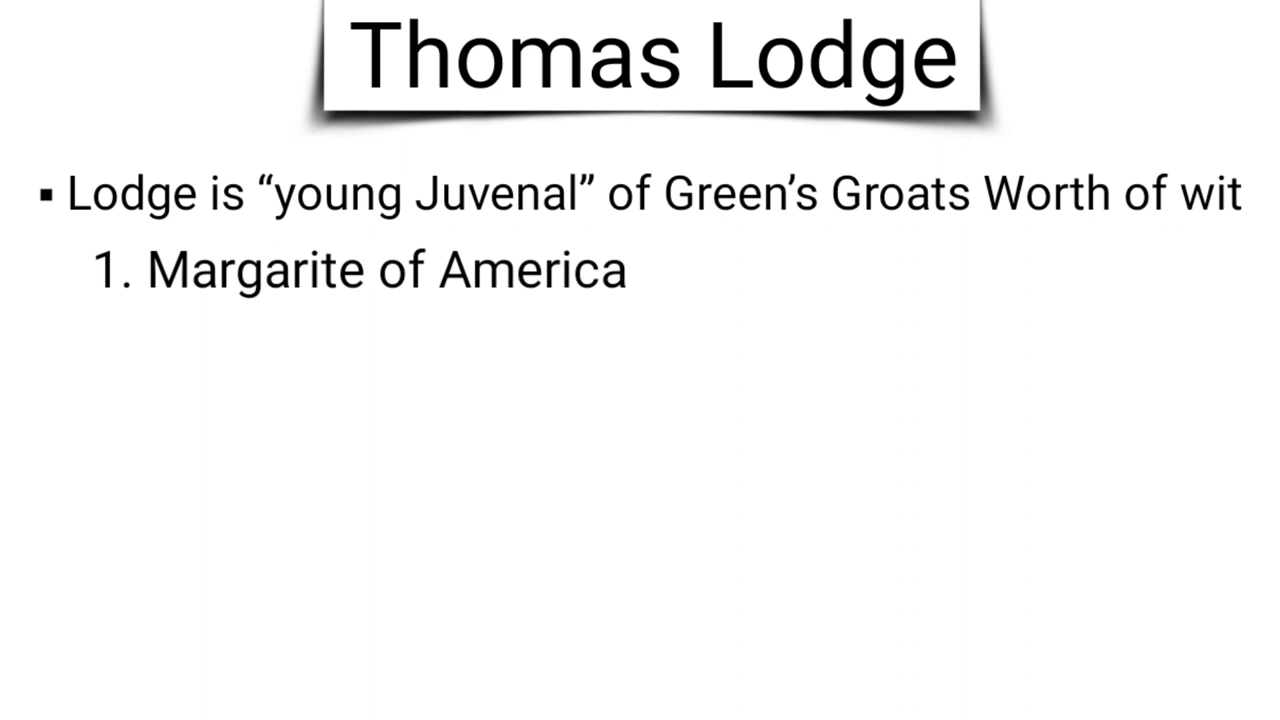 Thomas Lodge
▪ Lodge is “young Juvenal” of Green’s Groats Worth of wit
1. Margarite of America